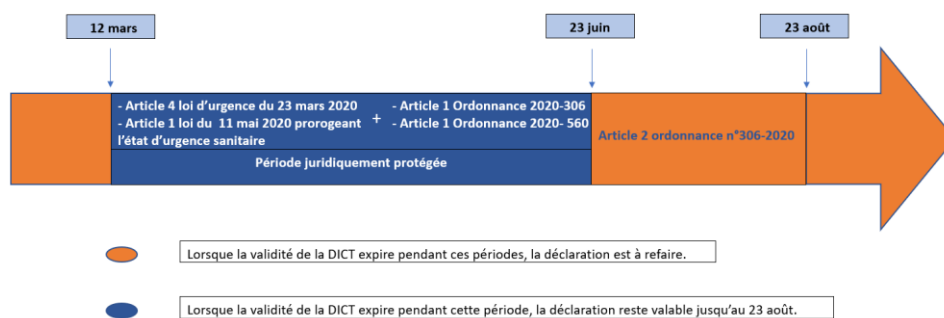 12 mars
23 juin
23 août
- Article 4 loi d'urgence du 23 mars 2020
- Article 1 loi du 11 mai 2020 prorogeant
l'état d'urgence sanitaire
+
- Article 1 Ordonnance 2020-306
- Article 1 Ordonnance 2020- 560
Article 2 ordonnance n°306-2020
Période juridiquement protégée
Lorsque la validité de la DICT expire pendant ces périodes, la déclaration est à refaire.
Lorsque la validité de la DICT expire pendant cette période, la déclaration reste valable jusqu'au 23 août.